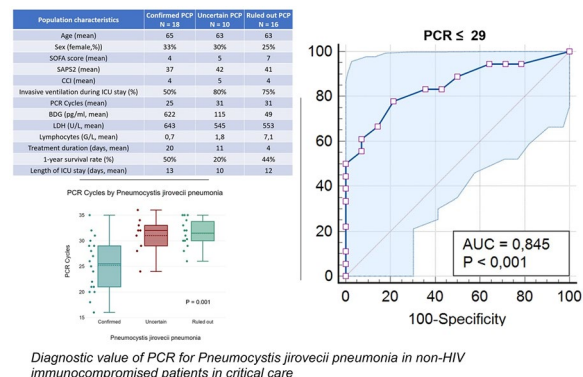 Population characteristics Confirmed PCP N = 18 Uncertain PCP N = 10 Ruled out PCP N = 16
Age (mean) 65 63 63
Sex (female,%)) 33% 30% 25%
SOFA score (mean) 4 5 7
SAPS2 (mean) 37 42 41
CCI (mean) 4 5 4
Invasive ventilation during ICU stay (%) 50% 80% 75%
PCR Cycles (mean) 25 31 31
BDG (pg/ml, mean) 622 115 49
LDH (U/L, mean) 643 545 553
Lymphocytes (G/L, mean) 0,7 1,8 7,1
Treatment duration (days, mean) 20 11 4
1-year survival rate (%) 50% 20% 44%
Length of ICU stay (days, mean) 13 10 12
PCR Cycles by Pneumocystis jirovecii pneumonia
35
30
25
20
15
PCR Cycles
P = 0.001
Confirmed Uncertain Ruled out
Pneumocystis jirovecii pneumonia
PCR ≤ 29
100
80
60
40
20
0
AUC = 0,845
P < 0,001
0 20 40 60 80 100
100-Specificity
Diagnostic value of PCR for Pneumocystis jirovecii pneumonia in non-HIV
immunocompromised patients in critical care